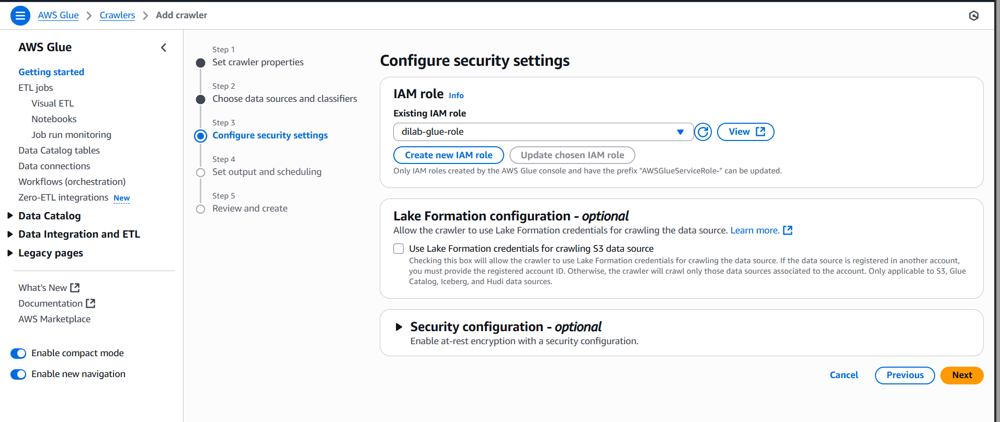 AWS Glue > Crawlers > Add crawler
AWS Glue
Getting started
ETL jobs
Visual ETL
Notebooks
Job run monitoring
Data Catalog tables
Data connections
Workflows (orchestration)
Zero-ETL integrations New
Data Catalog
Data Integration and ETL
Legacy pages
What's New
Documentation
AWS Marketplace
Enable compact mode
Enable new navigation
Step 1
Set crawler properties
Step 2
Choose data sources and classifiers
Step 3
Configure security settings
Step 4
Set output and scheduling
Step 5
Review and create
Configure security settings
IAM role Info
Existing IAM role
dilab-glue-role
View
Create new IAM role
Update chosen IAM role
Only IAM roles created by the AWS Glue console and have the prefix "AWSGlueServiceRole-" can be updated.
Lake Formation configuration - optional
Allow the crawler to use Lake Formation credentials for crawling the data source. Learn more.
Use Lake Formation credentials for crawling S3 data source
Checking this box will allow the crawler to use Lake Formation credentials for crawling the data source. If the data source is registered in another account,
you must provide the registered account ID. Otherwise, the crawler will crawl only those data sources associated to the account. Only applicable to S3, Glue
Catalog, Iceberg, and Hudi data sources.
Security configuration - optional
Enable at-rest encryption with a security configuration.
Cancel
Previous
Next